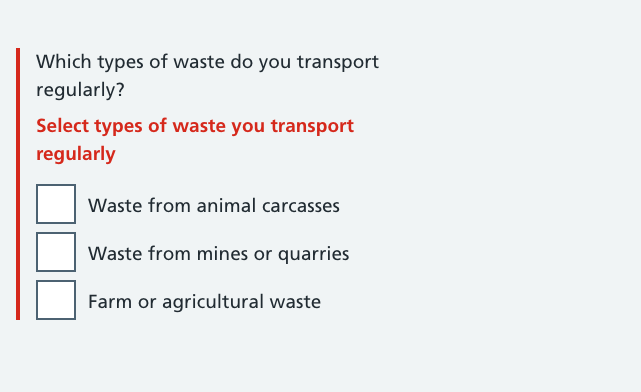 Which types of waste do you transport
regularly?
Select types of waste you transport
regularly
Waste from animal carcasses
Waste from mines or quarries
Farm or agricultural waste